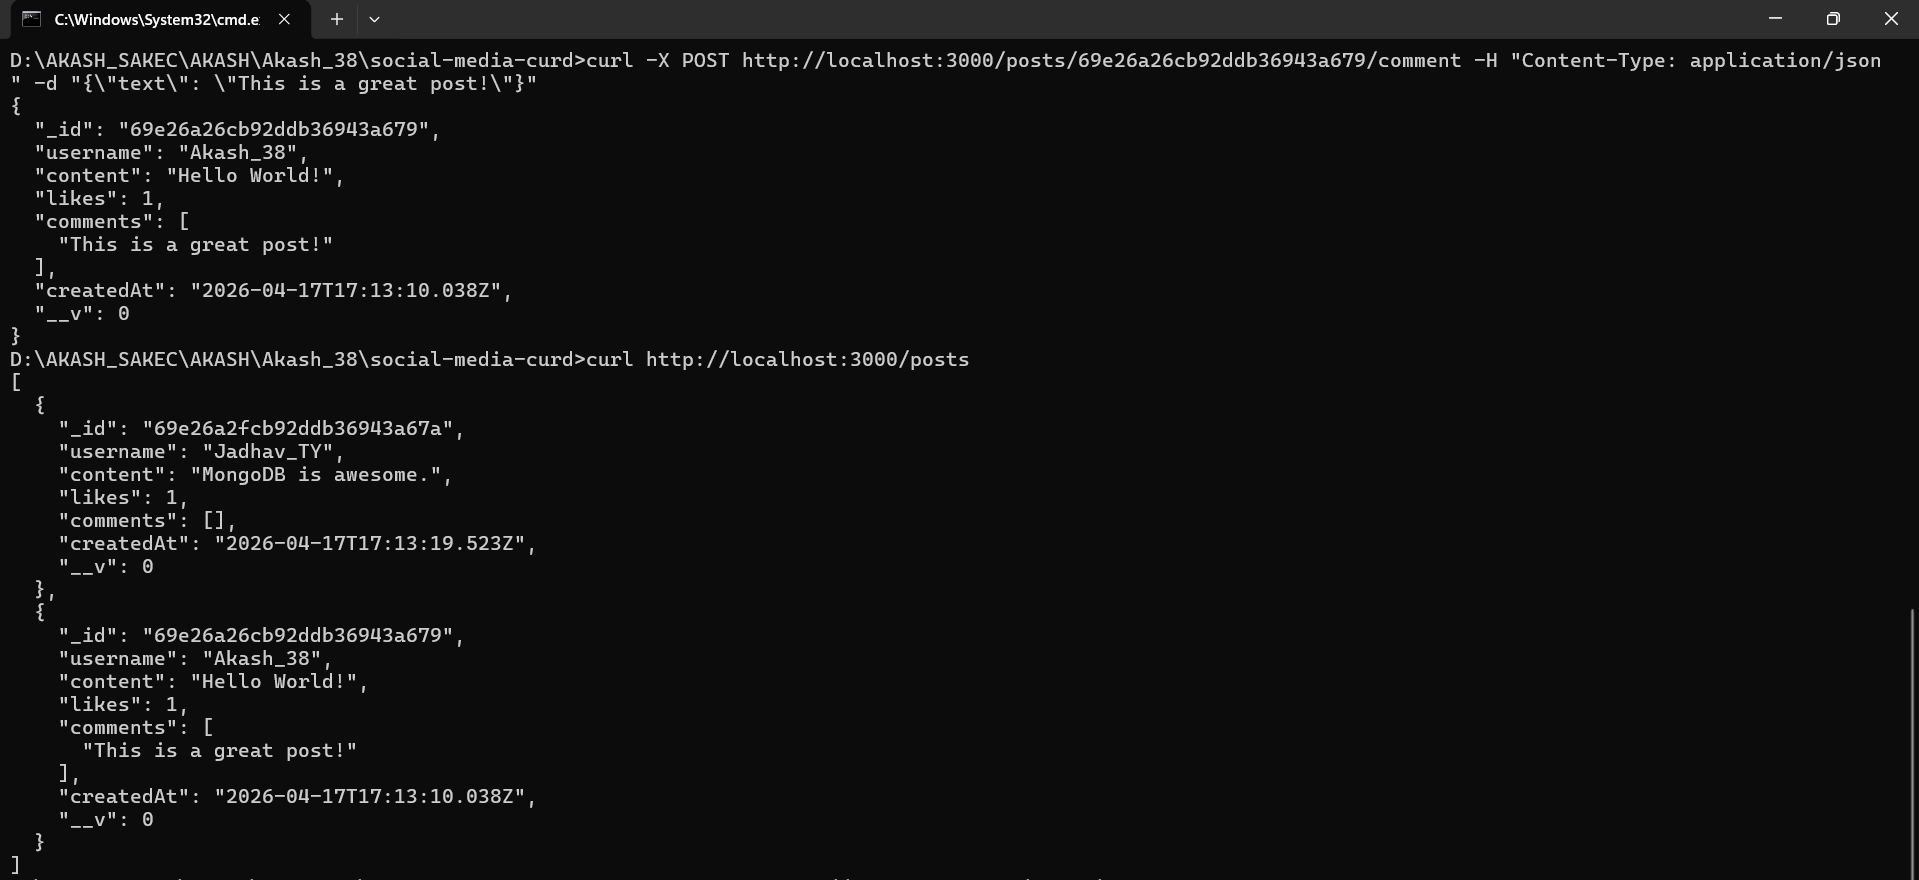 C:\Windows\System32\cmd.e
D:\AKASH_SAKEC\AKASH\Akash_38\social-media-curd>curl -X POST http://localhost:3000/posts/69e26a26cb92ddb36943a679/comment -H "Content-Type: application/json
" -d "{\"text\": \"This is a great post!\"}"
{
  "_id": "69e26a26cb92ddb36943a679",
  "username": "Akash_38",
  "content": "Hello World!",
  "likes": 1,
  "comments": [
    "This is a great post!"
  ],
  "createdAt": "2026-04-17T17:13:10.038Z",
  "__v": 0
}
D:\AKASH_SAKEC\AKASH\Akash_38\social-media-curd>curl http://localhost:3000/posts
[
  {
    "_id": "69e26a2fcb92ddb36943a67a",
    "username": "Jadhav_TY",
    "content": "MongoDB is awesome.",
    "likes": 1,
    "comments": [],
    "createdAt": "2026-04-17T17:13:19.523Z",
    "__v": 0
  },
  {
    "_id": "69e26a26cb92ddb36943a679",
    "username": "Akash_38",
    "content": "Hello World!",
    "likes": 1,
    "comments": [
      "This is a great post!"
    ],
    "createdAt": "2026-04-17T17:13:10.038Z",
    "__v": 0
  }
]